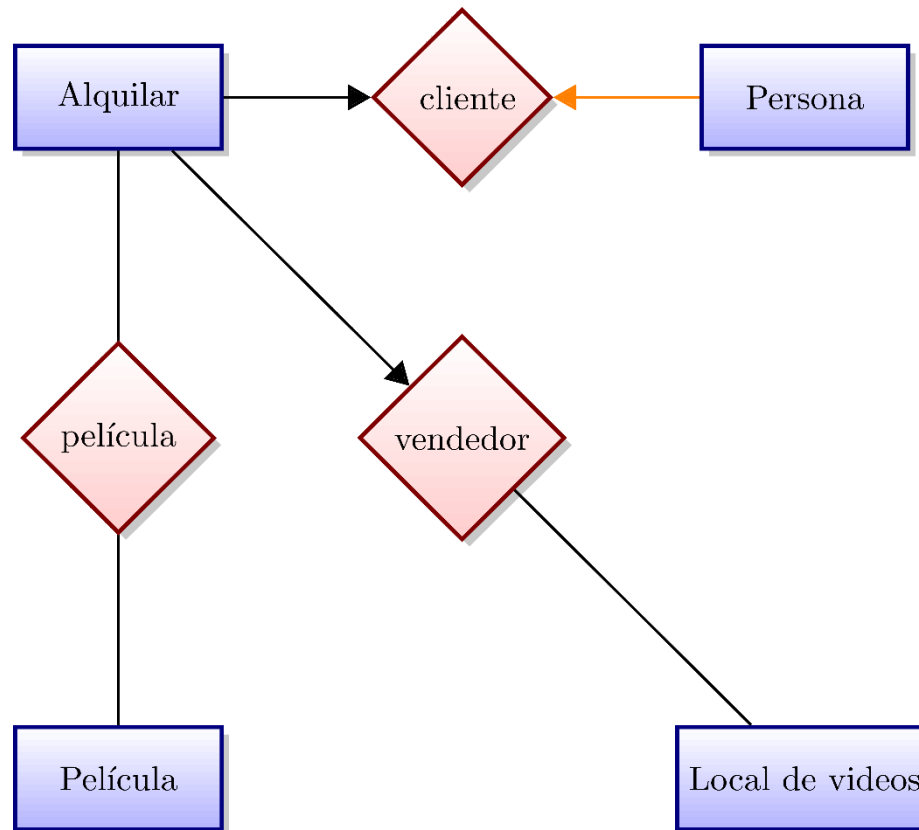 Alquilar
cliente
Persona
película
vendedor
Película
Local de videos